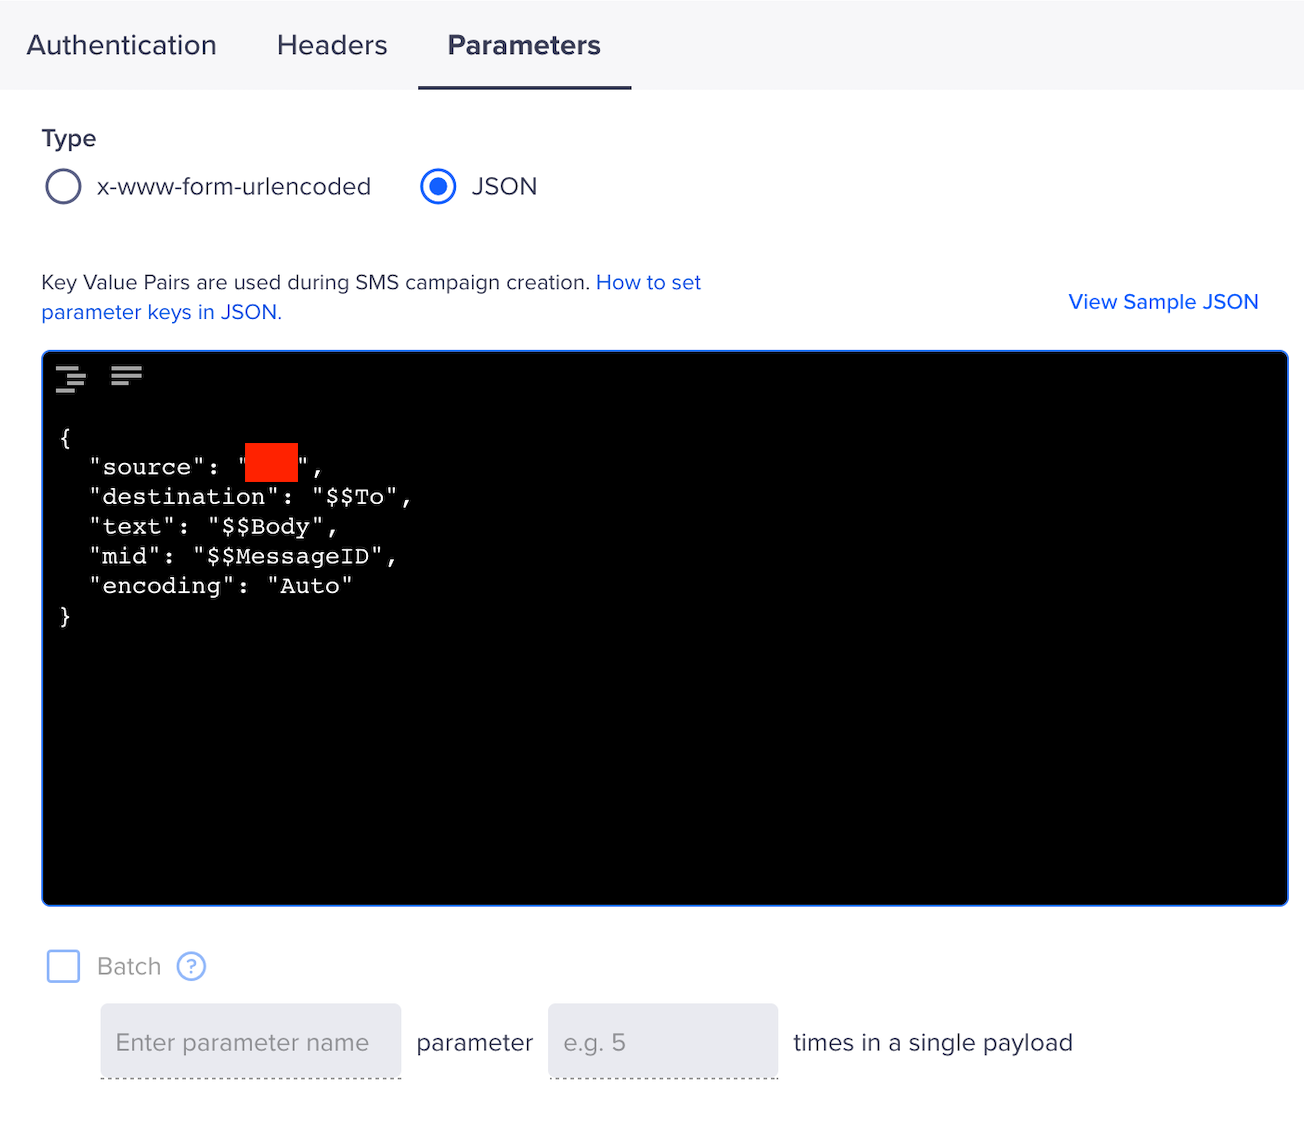 Authentication Headers Parameters
Type
x-www-form-urlencoded JSON
Key Value Pairs are used during SMS campaign creation. How to set
parameter keys in JSON.
View Sample JSON
{
"source": "",
"destination": "$$To",
"text": "$$Body",
"mid": "$$MessageID",
"encoding": "Auto"
}
Batch ?
Enter parameter name parameter e.g. 5 times in a single payload